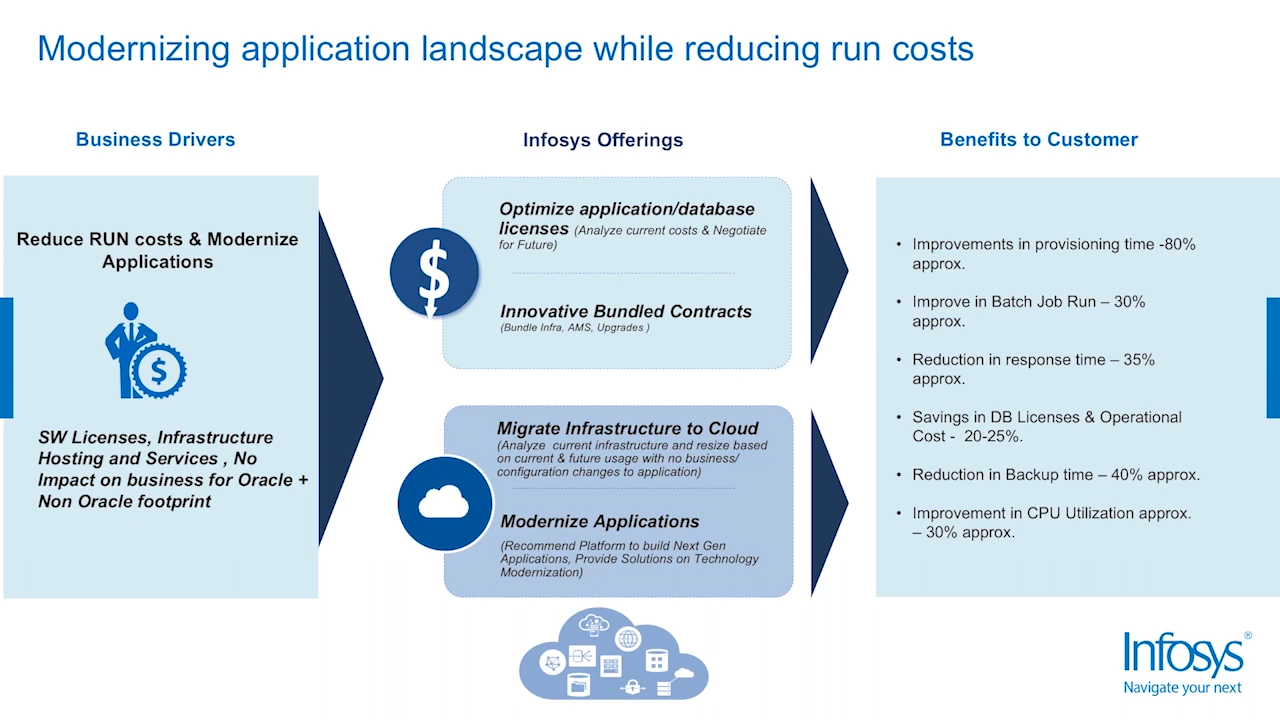 Modernizing application landscape while reducing run costs
Business Drivers
Reduce RUN costs & Modernize
Applications
$
SW Licenses, Infrastructure
Hosting and Services , No
Impact on business for Oracle +
Non Oracle footprint
Infosys Offerings
$
Optimize application/database
licenses (Analyze current costs & Negotiate
for Future)
Innovative Bundled Contracts
(Bundle Infra, AMS, Upgrades )
Migrate Infrastructure to Cloud
(Analyze current infrastructure and resize based
on current & future usage with no business/
configuration changes to application)
Modernize Applications
(Recommend Platform to build Next Gen
Applications, Provide Solutions on Technology
Modernization)
Benefits to Customer
• Improvements in provisioning time -80%
approx.
• Improve in Batch Job Run – 30%
approx.
• Reduction in response time – 35%
approx.
• Savings in DB Licenses & Operational
Cost - 20-25%.
• Reduction in Backup time – 40% approx.
• Improvement in CPU Utilization approx.
– 30% approx.
Infosys®
Navigate your next